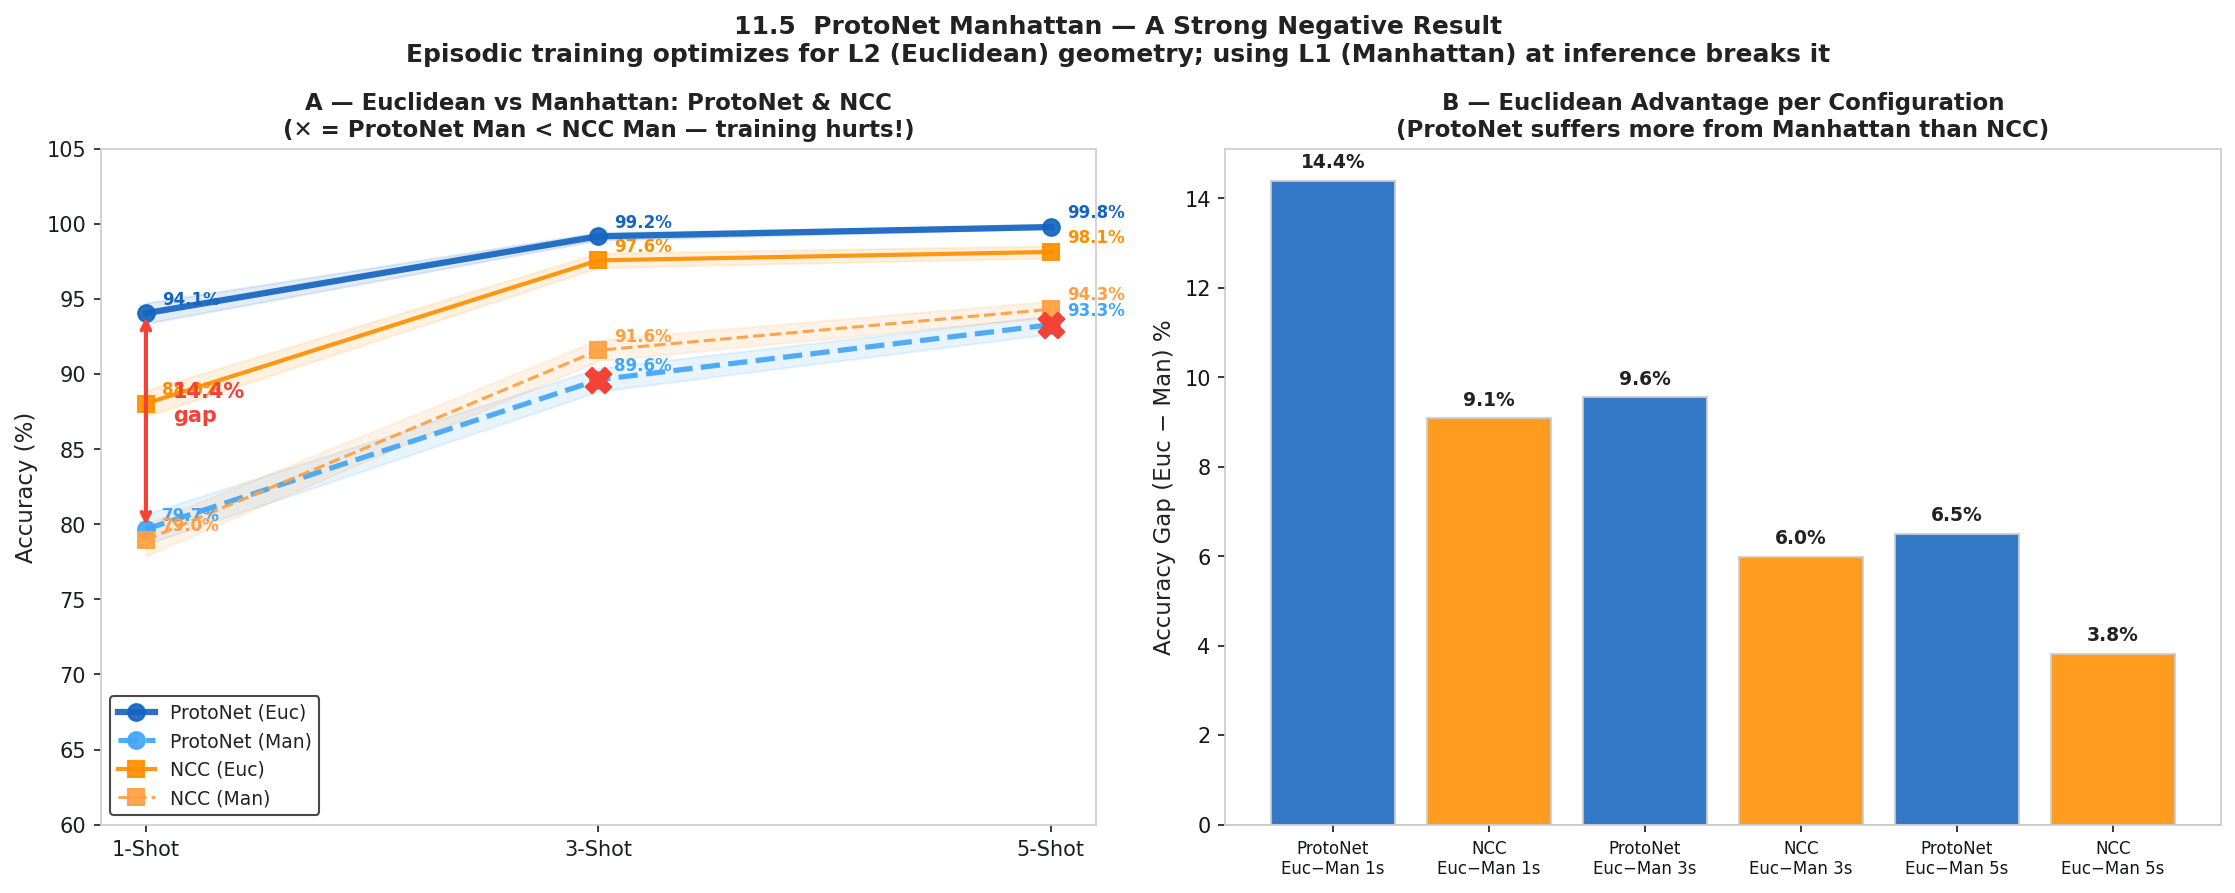 11.5  ProtoNet Manhattan — A Strong Negative Result
Episodic training optimizes for L2 (Euclidean) geometry; using L1 (Manhattan) at inference breaks it
A — Euclidean vs Manhattan: ProtoNet & NCC
(× = ProtoNet Man < NCC Man — training hurts!)
Accuracy (%)
105
100
95
90
85
80
75
70
65
60
94.1%
99.2%
99.8%
97.6%
98.1%
14.4%
gap
79.7%
79.0%
91.6%
89.6%
94.3%
93.3%
ProtoNet (Euc)
ProtoNet (Man)
NCC (Euc)
NCC (Man)
1-Shot
3-Shot
5-Shot
B — Euclidean Advantage per Configuration
(ProtoNet suffers more from Manhattan than NCC)
Accuracy Gap (Euc − Man) %
14
12
10
8
6
4
2
0
14.4%
9.1%
9.6%
6.0%
6.5%
3.8%
ProtoNet
Euc−Man 1s
NCC
Euc−Man 1s
ProtoNet
Euc−Man 3s
NCC
Euc−Man 3s
ProtoNet
Euc−Man 5s
NCC
Euc−Man 5s